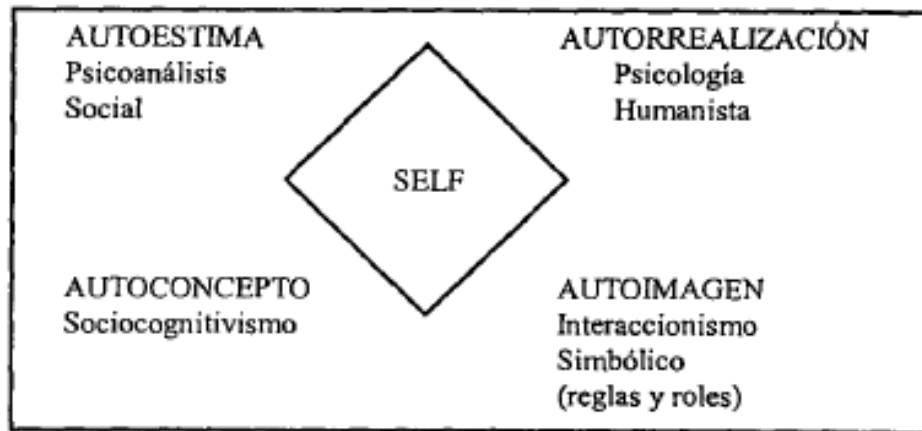 AUTOESTIMA
Psicoanálisis
Social
AUTORREALIZACIÓN
Psicología
Humanista
SELF
AUTOCONCEPTO
Sociocognitivismo
AUTOIMAGEN
Interaccionismo
Simbólico
(reglas y roles)